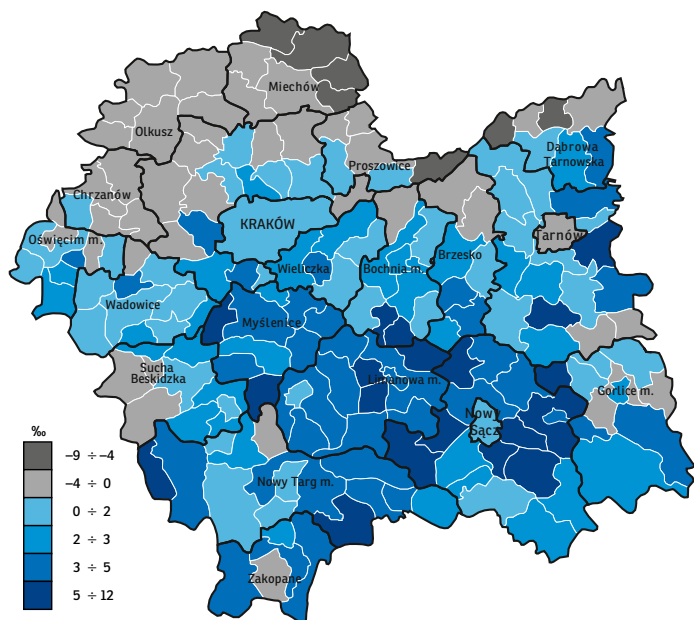 Miechów
Olkusz
Dąbrowa
Tarnowska
Proszowice
Chrzanów
KRAKÓW
Tarnów
Oświęcim m.
Wieliczka
Bochnia m.
Brzesko
Wadowice
Myślenice
Sucha
Beskidzka
Limanowa m.
Gorlice m.
Nowy
Sącz
Nowy Targ m.
Zakopane
‰
−9 ÷ −4
−4 ÷ 0
0 ÷ 2
2 ÷ 3
3 ÷ 5
5 ÷ 12